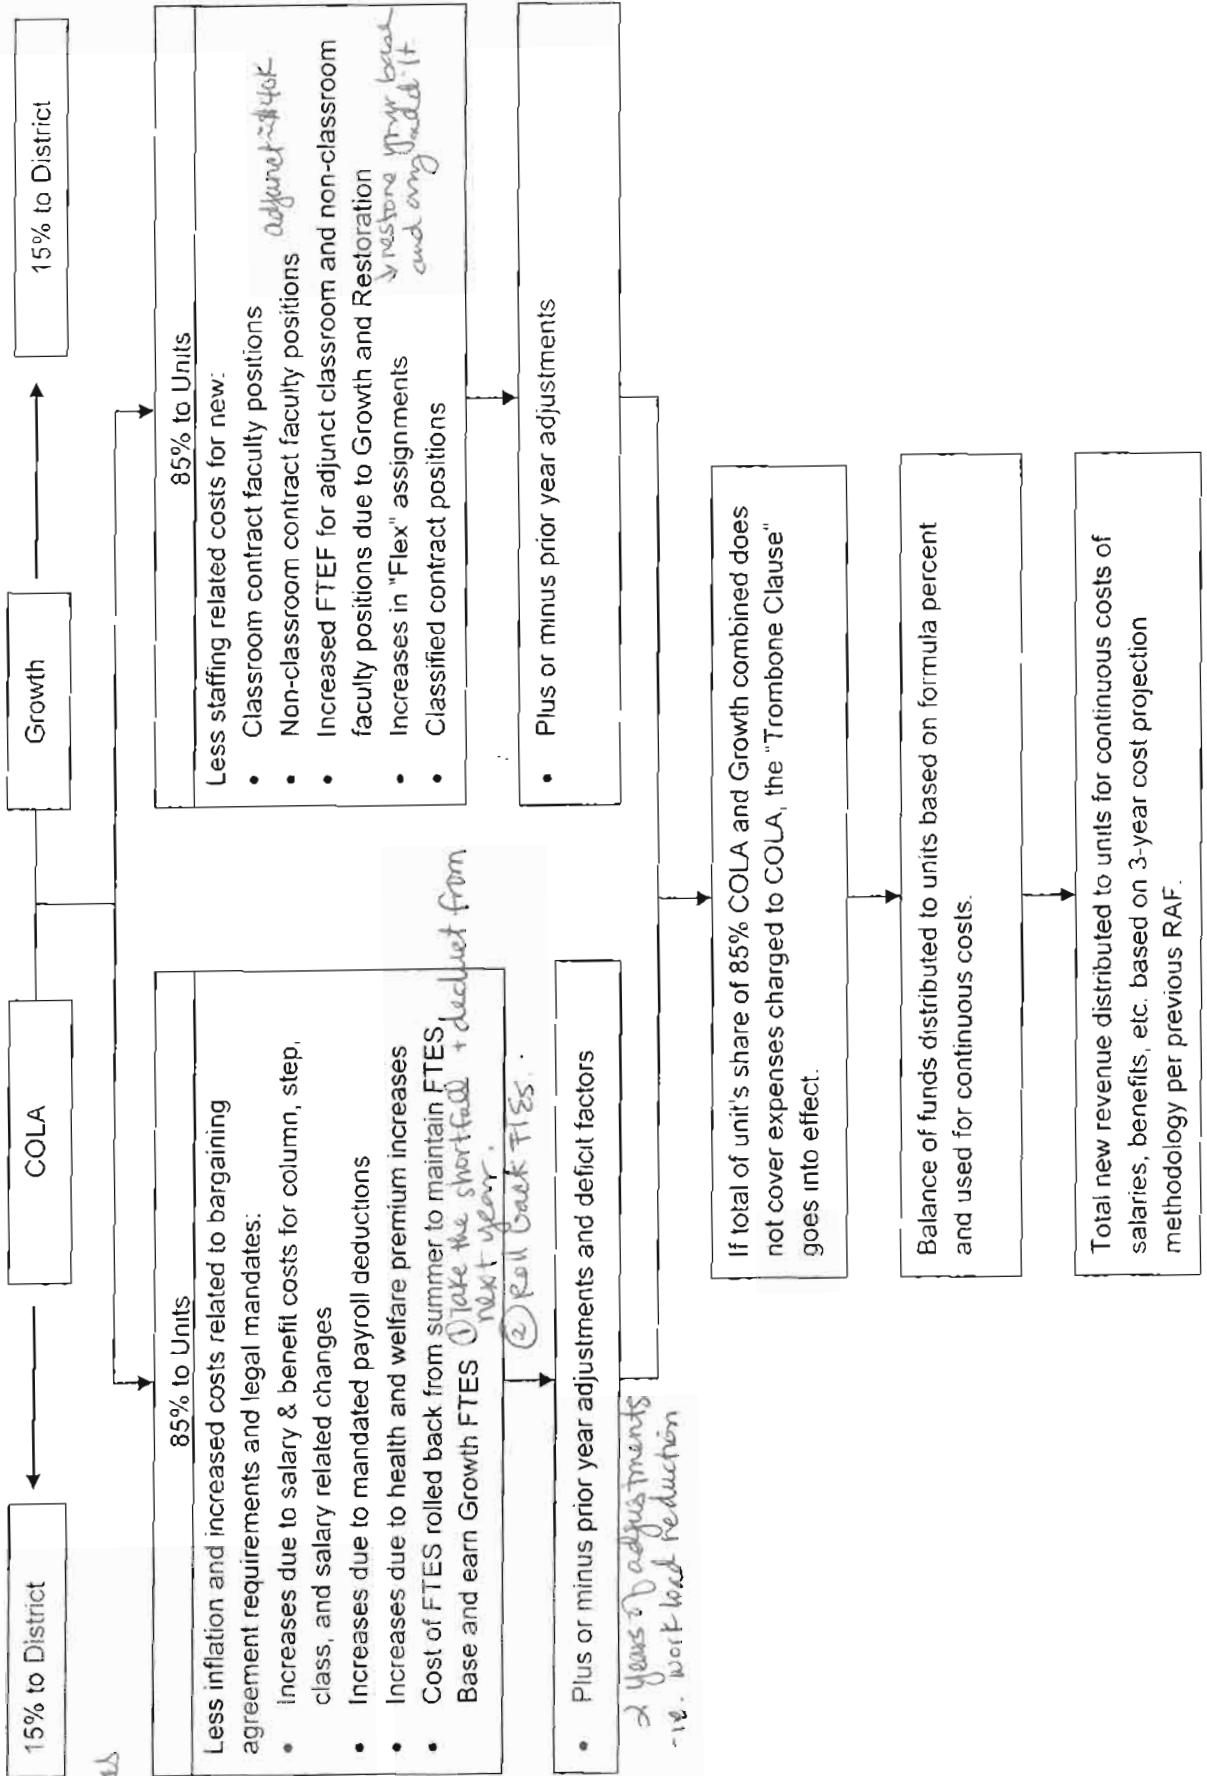 15% to District
COLA
Growth
15% to District
85% to Units
Less inflation and increased costs related to bargaining
agreement requirements and legal mandates:
• Increases due to salary & benefit costs for column, step,
class, and salary related changes
• Increases due to mandated payroll deductions
• Increases due to health and welfare premium increases
• Cost of FTES rolled back from summer to maintain FTES
Base and earn Growth FTES
① Take the shortfall + deduct from
next year.
② Roll back FTES.
85% to Units
Less staffing related costs for new:
• Classroom contract faculty positions
• Non-classroom contract faculty positions
adjunct ≈ $40K
• Increased FTEF for adjunct classroom and non-classroom
faculty positions due to Growth and Restoration
restore your base
and any add'l
• Increases in "Flex" assignments
• Classified contract positions
• Plus or minus prior year adjustments and deficit factors
2 years of adjustments
-ie. work load reduction
• Plus or minus prior year adjustments
If total of unit's share of 85% COLA and Growth combined does
not cover expenses charged to COLA, the "Trombone Clause"
goes into effect.
Balance of funds distributed to units based on formula percent
and used for continuous costs.
Total new revenue distributed to units for continuous costs of
salaries, benefits, etc. based on 3-year cost projection
methodology per previous RAF.